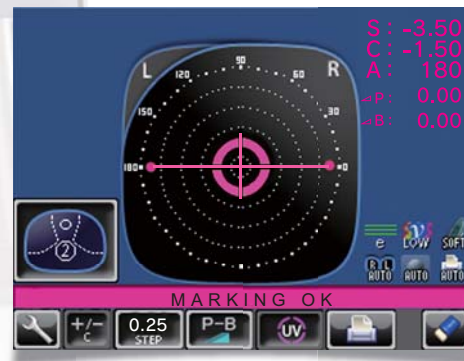 S: -3.50
C: -1.50
A: 180
⊿P: 0.00
⊿B: 0.00
L
R
90
120
60
150
30
180
0
2
e
LOW
SOFT
R L
AUTO
AUTO
AUTO
MARKING OK
+/-
C
0.25
STEP
P-B
UV